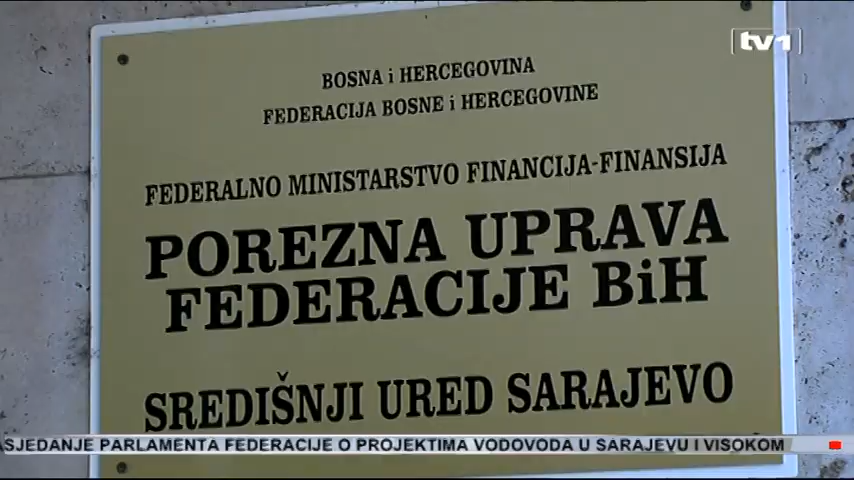 tv1
BOSNA i HERCEGOVINA
FEDERACIJA BOSNE i HERCEGOVINE
FEDERALNO MINISTARSTVO FINANCIJA-FINANSIJA
POREZNA UPRAVA
FEDERACIJE BiH
SREDIŠNJI URED SARAJEVO
ASJEDANJE PARLAMENTA FEDERACIJE O PROJEKTIMA VODOVODA U SARAJEVU I VISOKOM